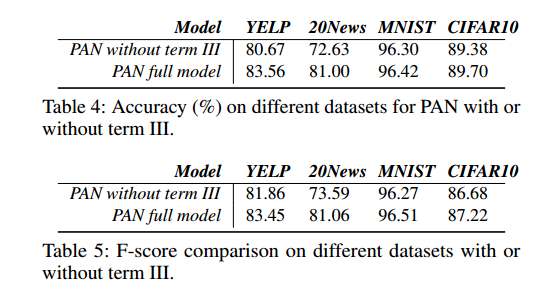 Model YELP 20News MNIST CIFAR10
PAN without term III 80.67 72.63 96.30 89.38
PAN full model 83.56 81.00 96.42 89.70
Table 4: Accuracy (%) on different datasets for PAN with or
without term III.
Model YELP 20News MNIST CIFAR10
PAN without term III 81.86 73.59 96.27 86.68
PAN full model 83.45 81.06 96.51 87.22
Table 5: F-score comparison on different datasets with or
without term III.